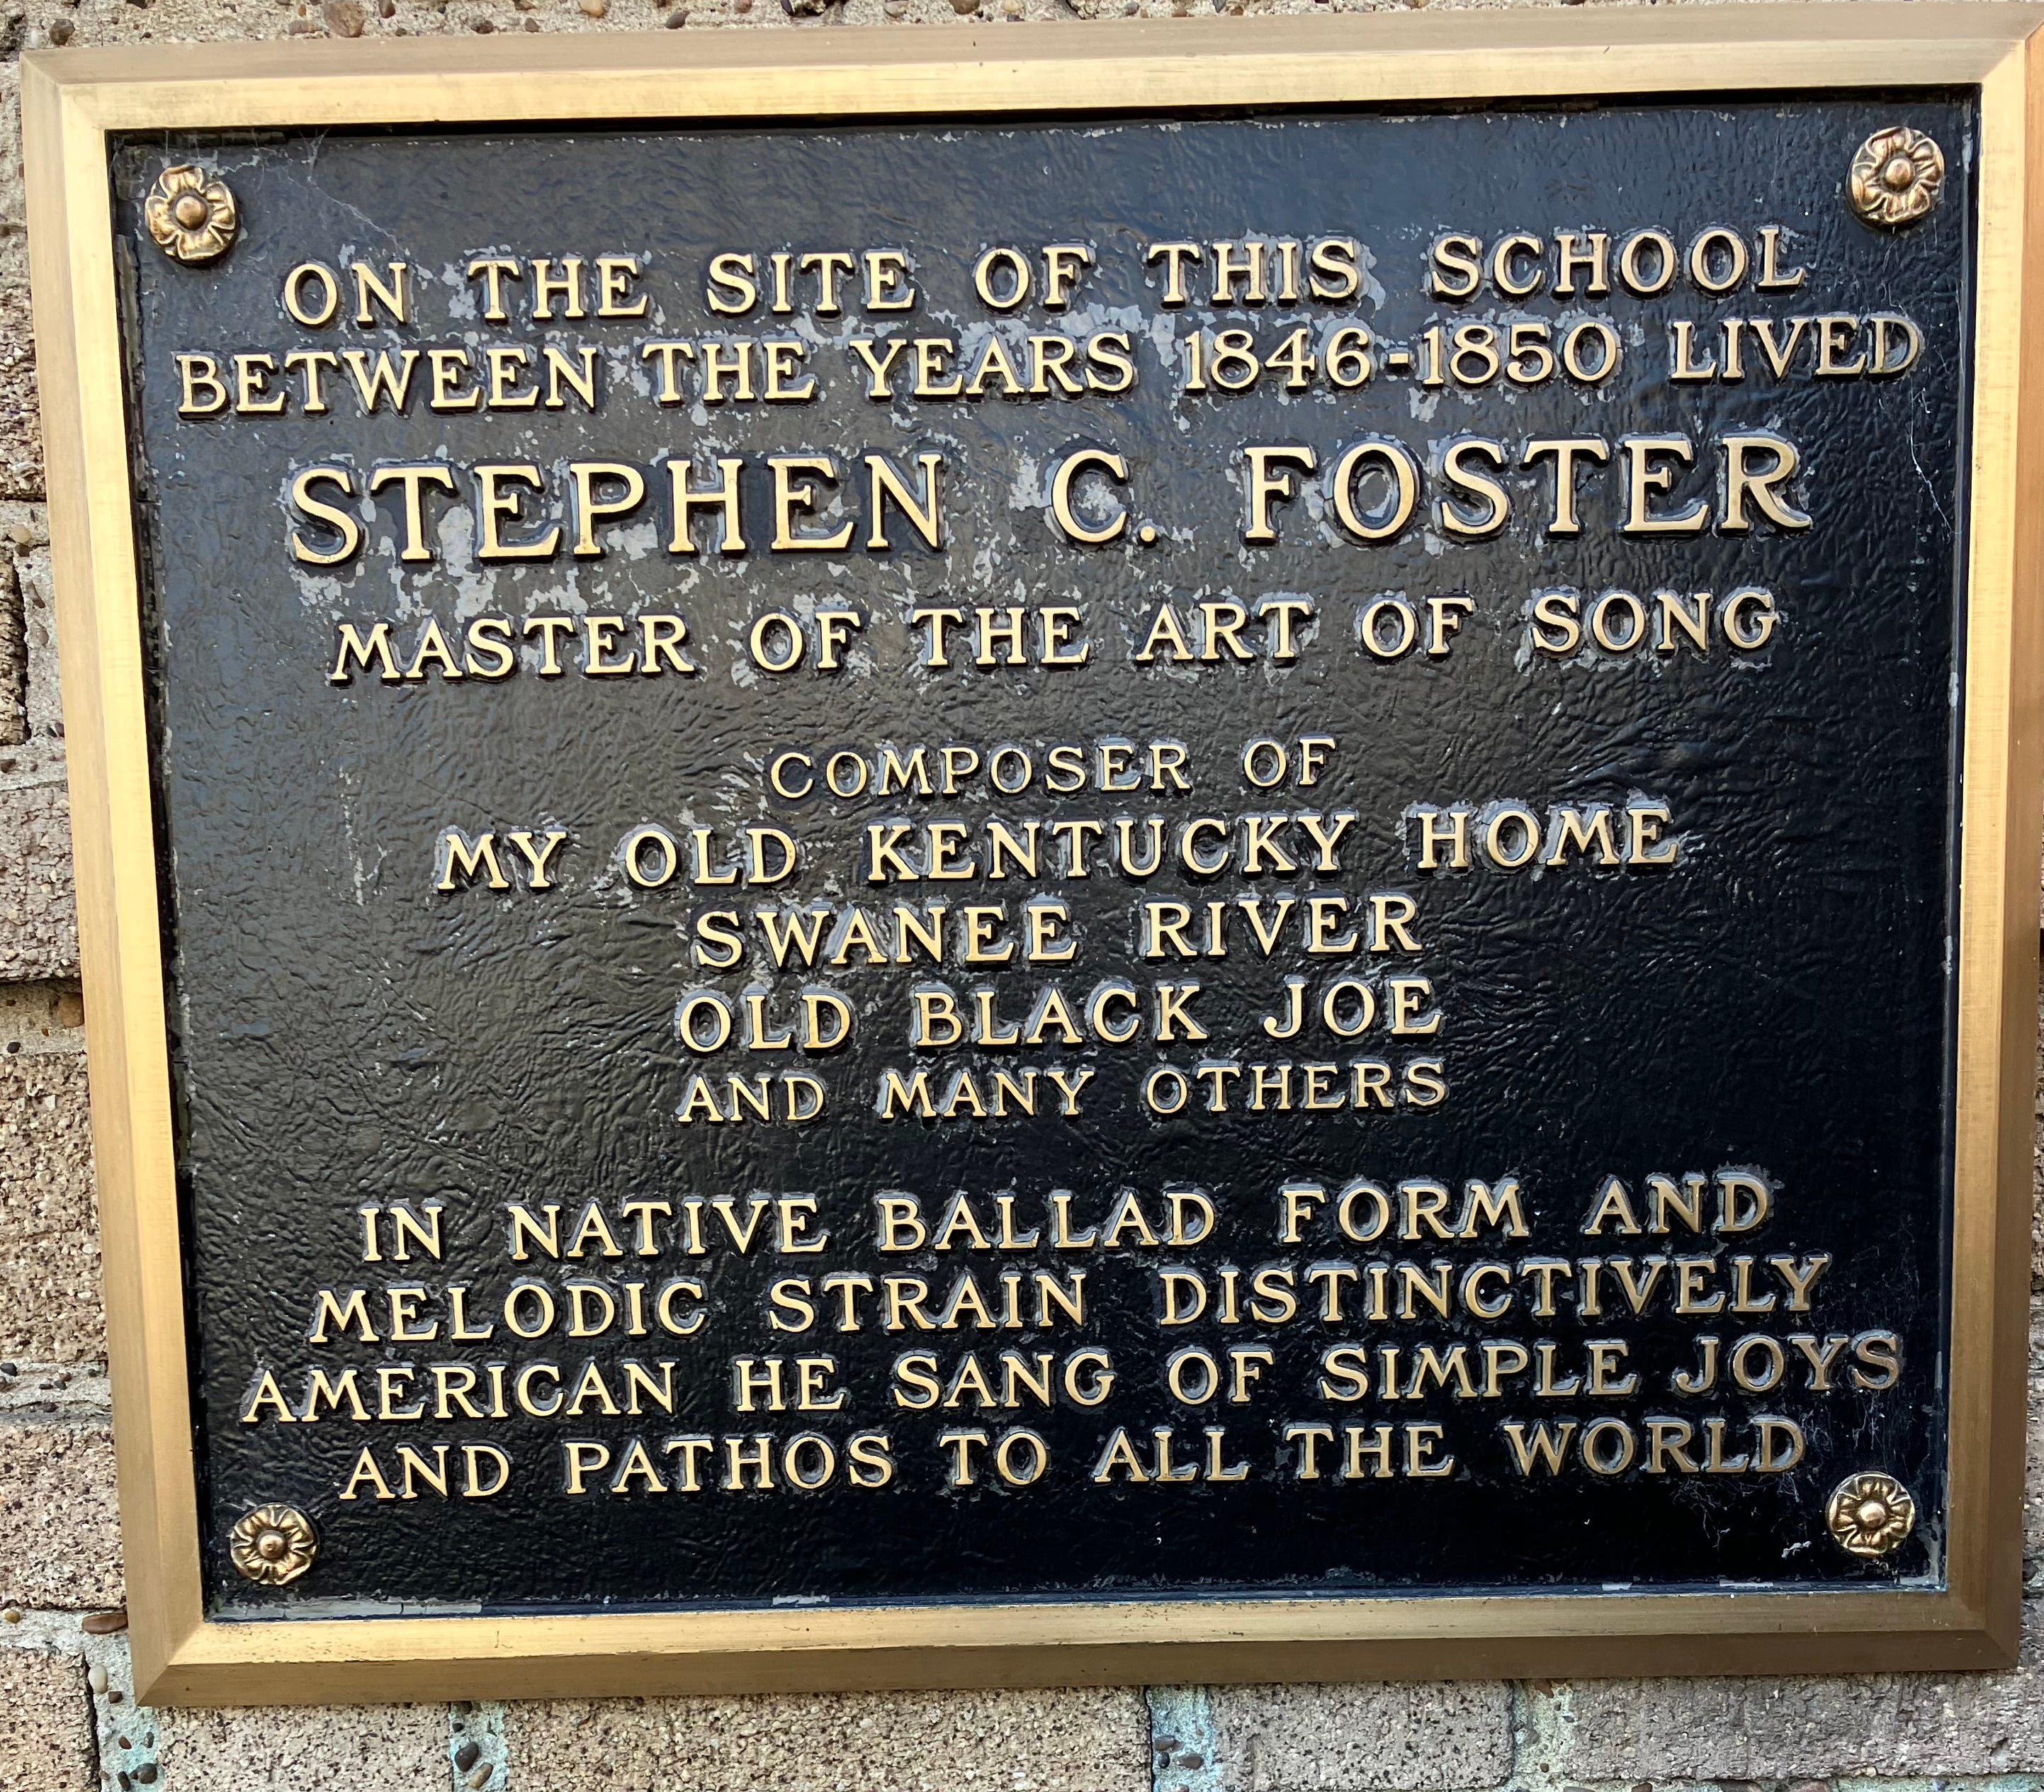 ON THE SITE OF THIS SCHOOL
BETWEEN THE YEARS 1846-1850 LIVED
STEPHEN C. FOSTER
MASTER OF THE ART OF SONG
COMPOSER OF
MY OLD KENTUCKY HOME
SWANEE RIVER
OLD BLACK JOE
AND MANY OTHERS
IN NATIVE BALLAD FORM AND
MELODIC STRAIN DISTINCTIVELY
AMERICAN HE SANG OF SIMPLE JOYS
AND PATHOS TO ALL THE WORLD